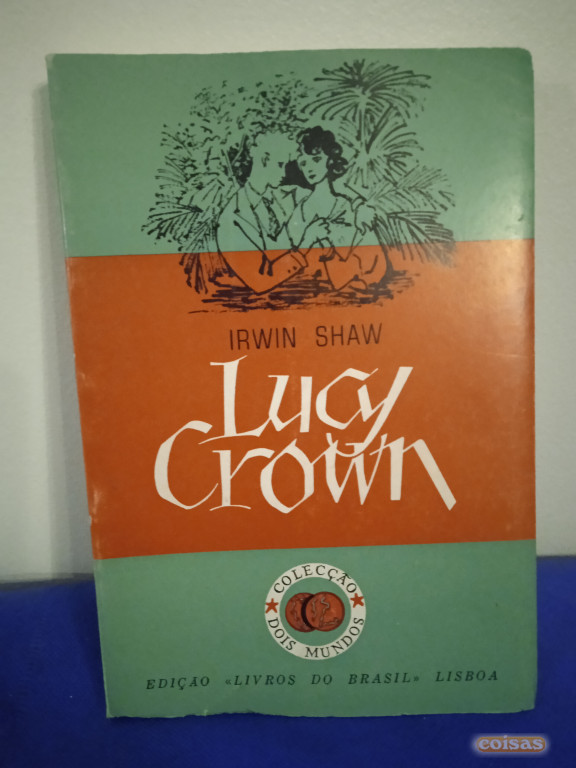 IRWIN SHAW
Lucy
Crown
COLECÇÃO
DOIS MUNDOS
EDIÇÃO «LIVROS DO BRASIL» LISBOA
coisas